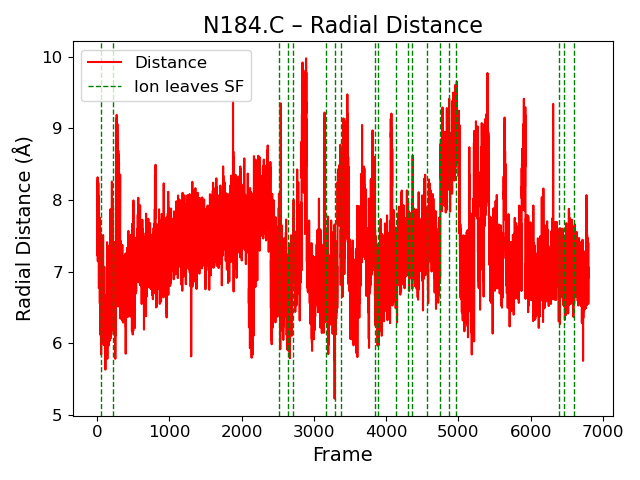 N184.C – Radial Distance
Distance
Ion leaves SF
Radial Distance (Å)
10
9
8
7
6
5
0
1000
2000
3000
4000
5000
6000
7000
Frame